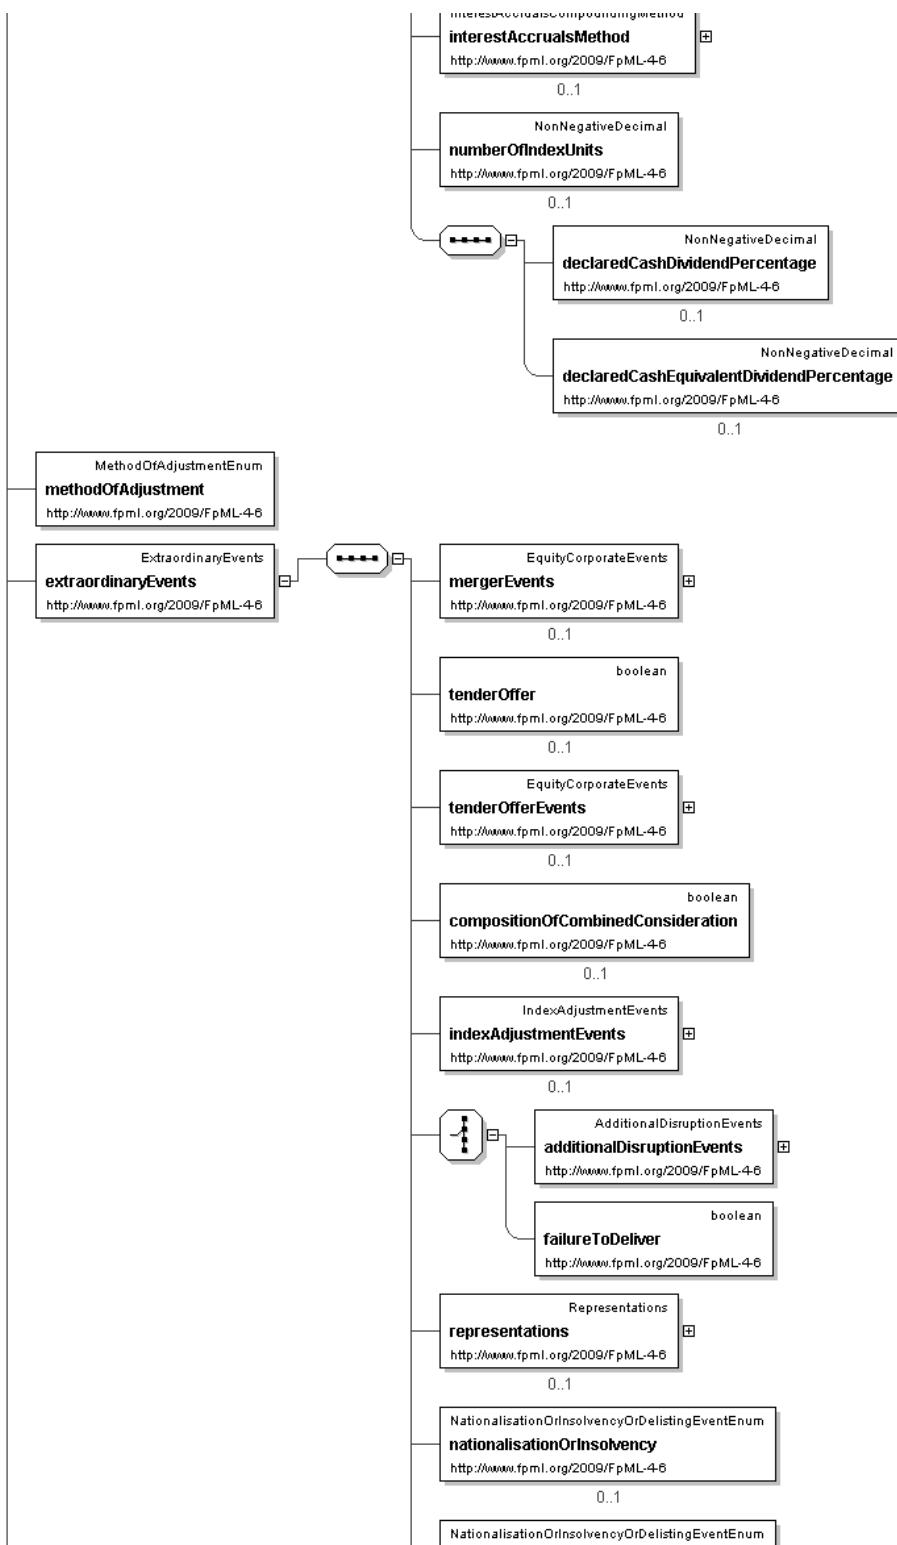 InterestAccrualsCompoundingMethod
interestAccrualsMethod
http://www.fpml.org/2009/FpML-4-6
0..1
NonNegativeDecimal
numberOfIndexUnits
http://www.fpml.org/2009/FpML-4-6
0..1
NonNegativeDecimal
declaredCashDividendPercentage
http://www.fpml.org/2009/FpML-4-6
0..1
NonNegativeDecimal
declaredCashEquivalentDividendPercentage
http://www.fpml.org/2009/FpML-4-6
0..1
MethodOfAdjustmentEnum
methodOfAdjustment
http://www.fpml.org/2009/FpML-4-6
ExtraordinaryEvents
extraordinaryEvents
http://www.fpml.org/2009/FpML-4-6
EquityCorporateEvents
mergerEvents
http://www.fpml.org/2009/FpML-4-6
0..1
boolean
tenderOffer
http://www.fpml.org/2009/FpML-4-6
0..1
EquityCorporateEvents
tenderOfferEvents
http://www.fpml.org/2009/FpML-4-6
0..1
boolean
compositionOfCombinedConsideration
http://www.fpml.org/2009/FpML-4-6
0..1
IndexAdjustmentEvents
indexAdjustmentEvents
http://www.fpml.org/2009/FpML-4-6
0..1
AdditionalDisruptionEvents
additionalDisruptionEvents
http://www.fpml.org/2009/FpML-4-6
boolean
failureToDeliver
http://www.fpml.org/2009/FpML-4-6
Representations
representations
http://www.fpml.org/2009/FpML-4-6
0..1
NationalisationOrInsolvencyOrDelistingEventEnum
nationalisationOrInsolvency
http://www.fpml.org/2009/FpML-4-6
0..1
NationalisationOrInsolvencyOrDelistingEventEnum